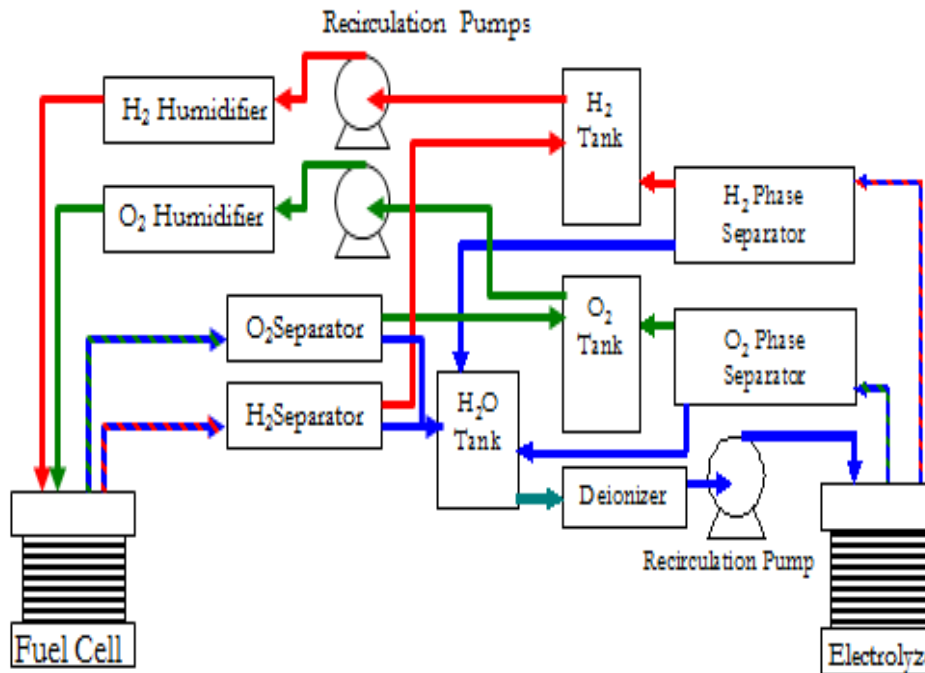 Recirculation Pumps
H₂ Humidifier
H₂
Tank
H₂ Phase
Separator
O₂ Humidifier
O₂Separator
O₂
Tank
O₂ Phase
Separator
H₂Separator
H₂O
Tank
Deionizer
Recirculation Pump
Fuel Cell
Electrolyze